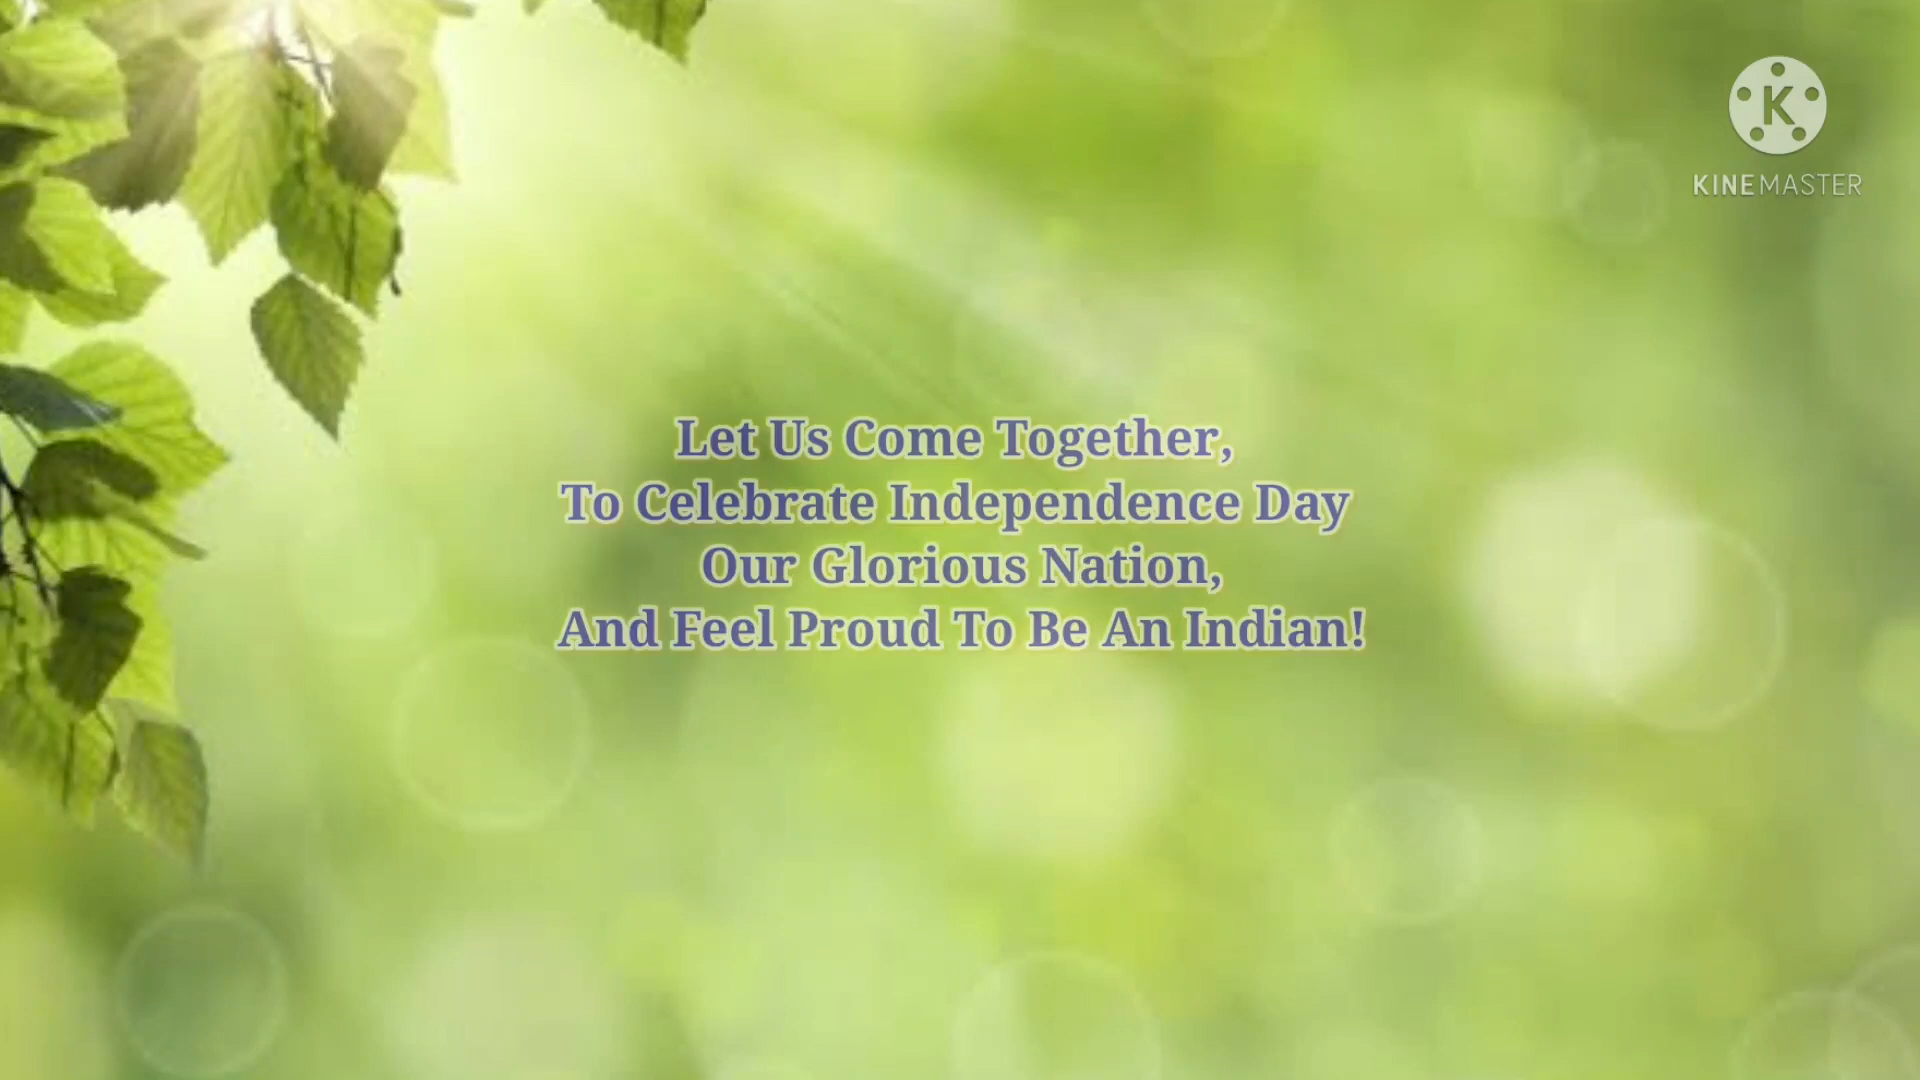 K
KINEMASTER
Let Us Come Together,
To Celebrate Independence Day
Our Glorious Nation,
And Feel Proud To Be An Indian!